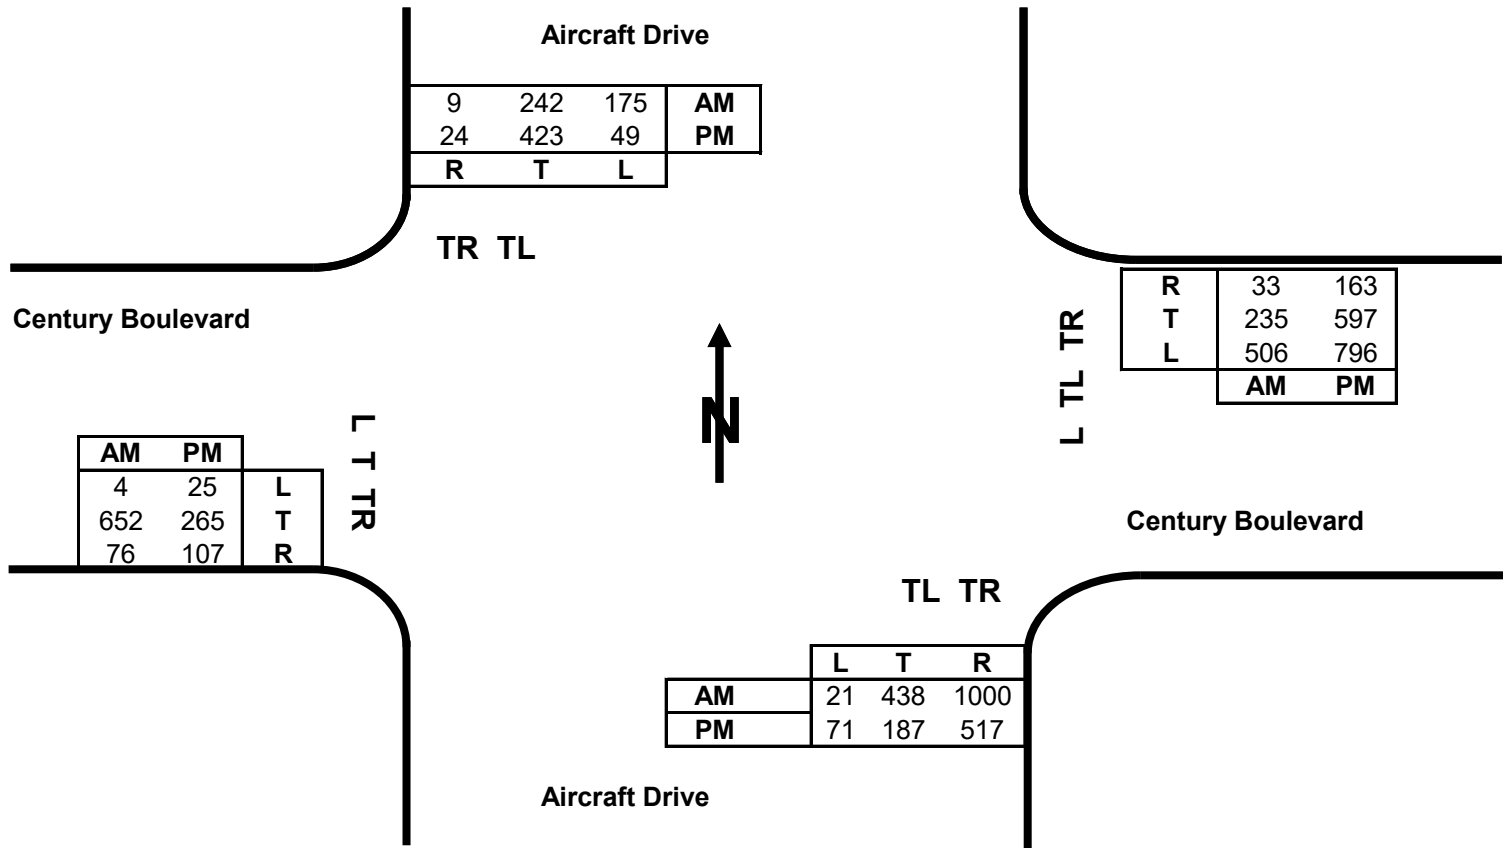 Aircraft Drive
9 242 175 AM
24 423 49 PM
R T L
TR TL
Century Boulevard
R 33 163
T 235 597
L 506 796
AM PM
L TL TR
N
L T TR
AM PM
4 25 L
652 265 T
76 107 R
Century Boulevard
TL TR
L T R
AM 21 438 1000
PM 71 187 517
Aircraft Drive